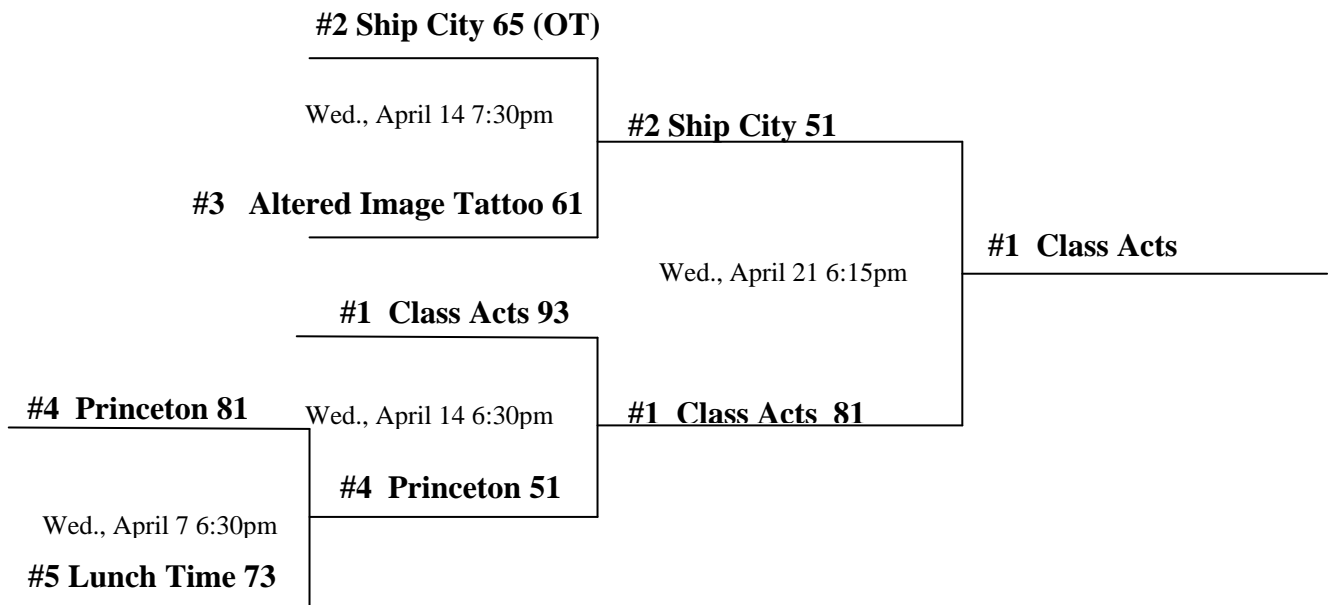 #2 Ship City 65 (OT)
Wed., April 14 7:30pm
#2 Ship City 51
#3 Altered Image Tattoo 61
#1 Class Acts
Wed., April 21 6:15pm
#1 Class Acts 93
#4 Princeton 81
Wed., April 14 6:30pm
#1 Class Acts 81
#4 Princeton 51
Wed., April 7 6:30pm
#5 Lunch Time 73